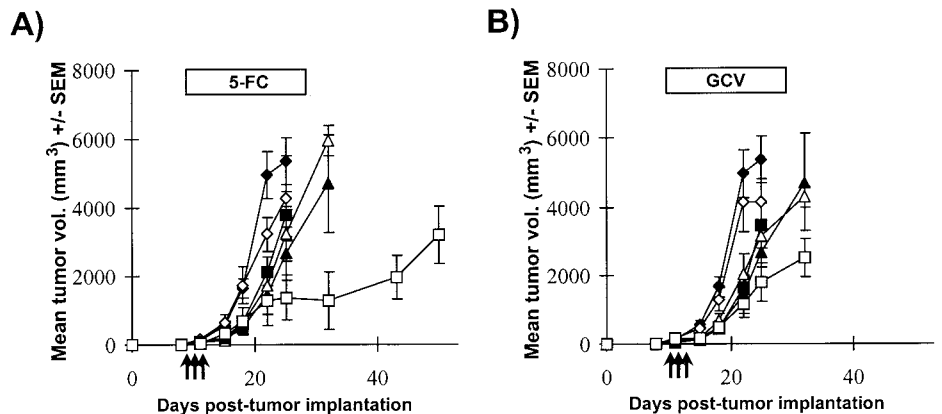 A)
B)
Mean tumor vol. (mm3) +/- SEM
8000
6000
4000
2000
0
5-FC
0
20
40
Days post-tumor implantation
Mean tumor vol. (mm3) +/- SEM
8000
6000
4000
2000
0
GCV
0
20
40
Days post-tumor implantation